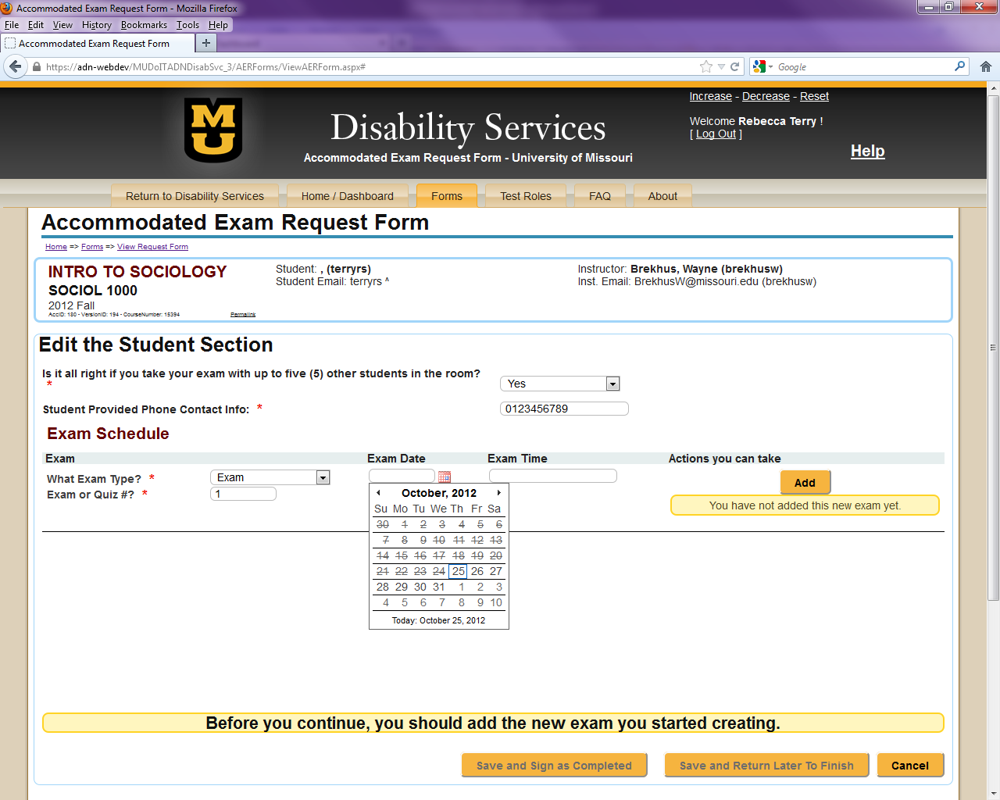 Accommodated Exam Request Form - Mozilla Firefox
File Edit View History Bookmarks Tools Help
Accommodated Exam Request Form
https://adn-webdev/MUDoITADNDisabSvc_3/AERForms/ViewAERForm.aspx#
Google
Increase - Decrease - Reset
MU
Disability Services
Accommodated Exam Request Form - University of Missouri
Welcome Rebecca Terry !
[ Log Out ]
Help
Return to Disability Services Home / Dashboard Forms Test Roles FAQ About
Accommodated Exam Request Form
Home => Forms => View Request Form
INTRO TO SOCIOLOGY
SOCIOL 1000
2012 Fall
AccID: 180 - VersionID: 194 - CourseNumber: 15394 Permalink
Student: , (terryrs)
Student Email: terryrs ^
Instructor: Brekhus, Wayne (brekhusw)
Inst. Email: BrekhusW@missouri.edu (brekhusw)
Edit the Student Section
Is it all right if you take your exam with up to five (5) other students in the room?
*
Yes
Student Provided Phone Contact Info: * 0123456789
Exam Schedule
Exam Exam Date Exam Time Actions you can take
What Exam Type? * Exam
Exam or Quiz #? * 1
Add
You have not added this new exam yet.
October, 2012
Su Mo Tu We Th Fr Sa
30 1 2 3 4 5 6
7 8 9 10 11 12 13
14 15 16 17 18 19 20
21 22 23 24 25 26 27
28 29 30 31 1 2 3
4 5 6 7 8 9 10
Today: October 25, 2012
Before you continue, you should add the new exam you started creating.
Save and Sign as Completed Save and Return Later To Finish Cancel